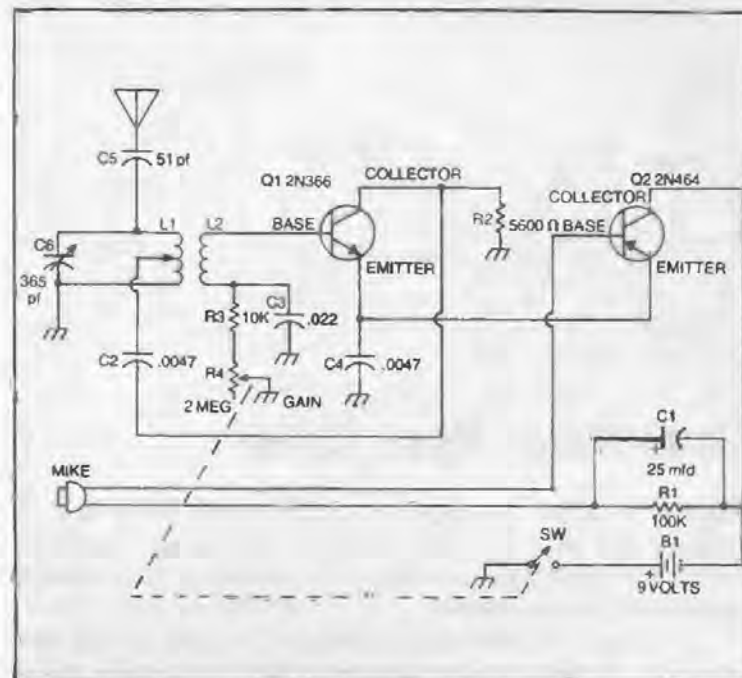 C5 51 pf
Q1 2N366
COLLECTOR
Q2 2N464
COLLECTOR
C6
L1
L2
BASE
R2
5600 Ω BASE
365
pf
EMITTER
EMITTER
C3
R3 10K
.022
C2 .0047
C4 .0047
R4
2 MEG
GAIN
C1
+
25 mfd
MIKE
R1
100K
SW
B1
+
9 VOLTS